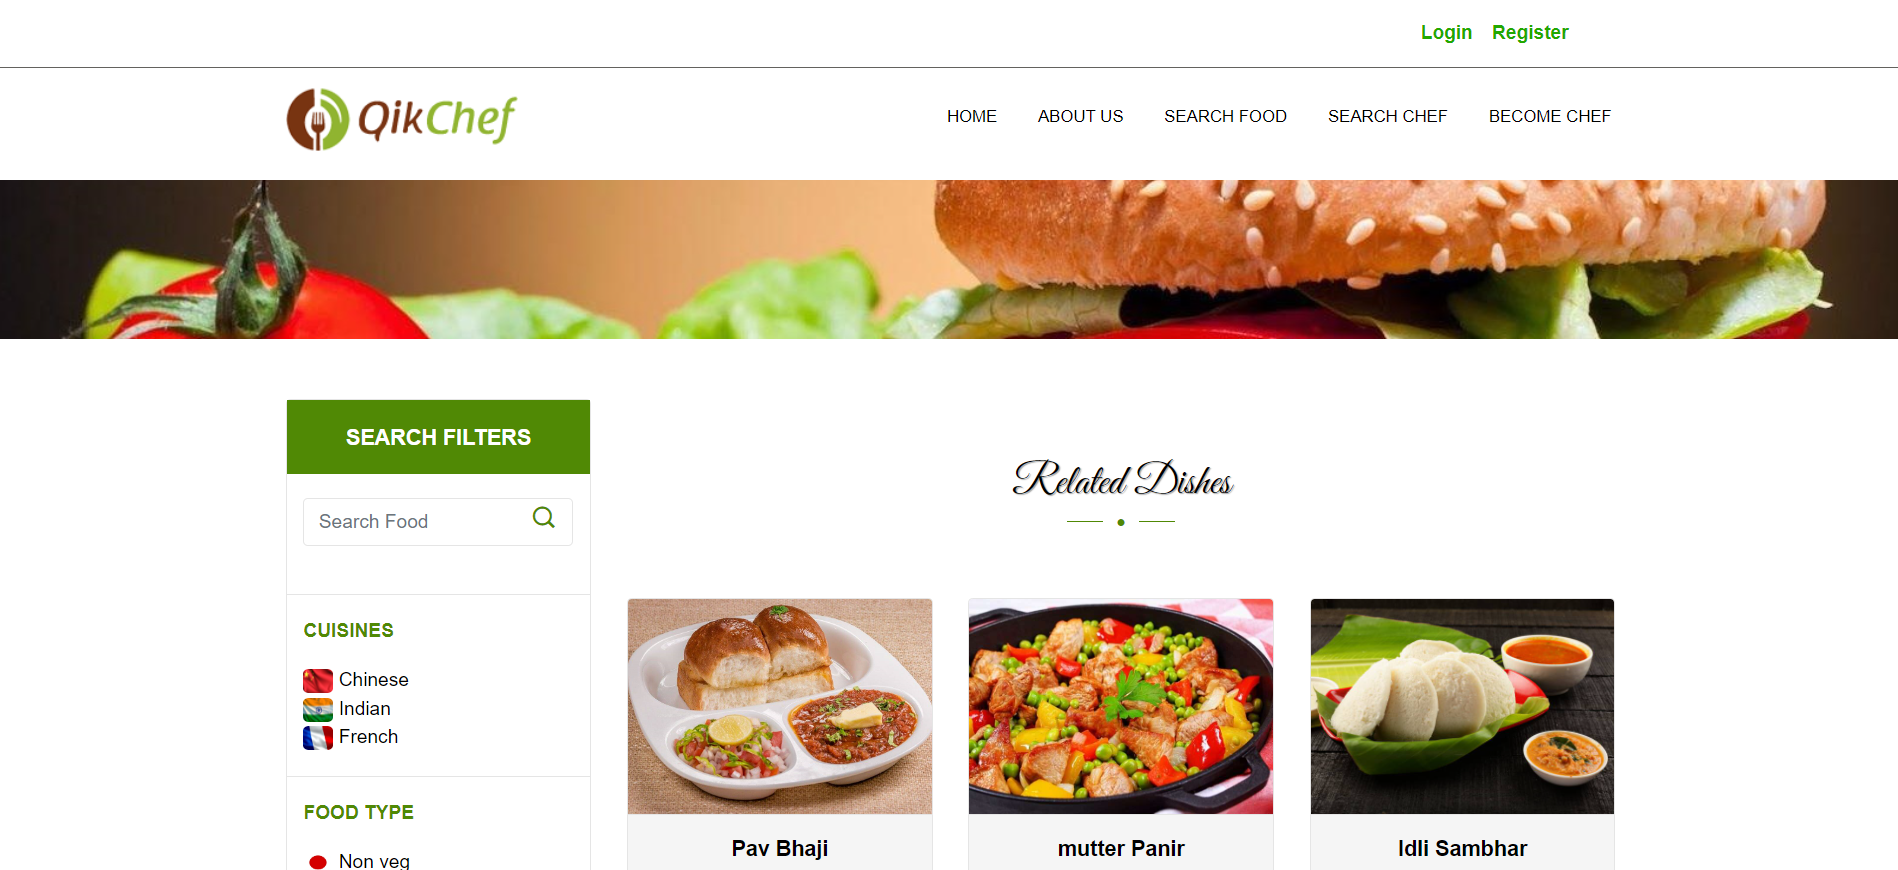 Login Register
QikChef
HOME ABOUT US SEARCH FOOD SEARCH CHEF BECOME CHEF
SEARCH FILTERS
Search Food
CUISINES
Chinese
Indian
French
FOOD TYPE
Non veg
Related Dishes
Pav Bhaji
mutter Panir
Idli Sambhar